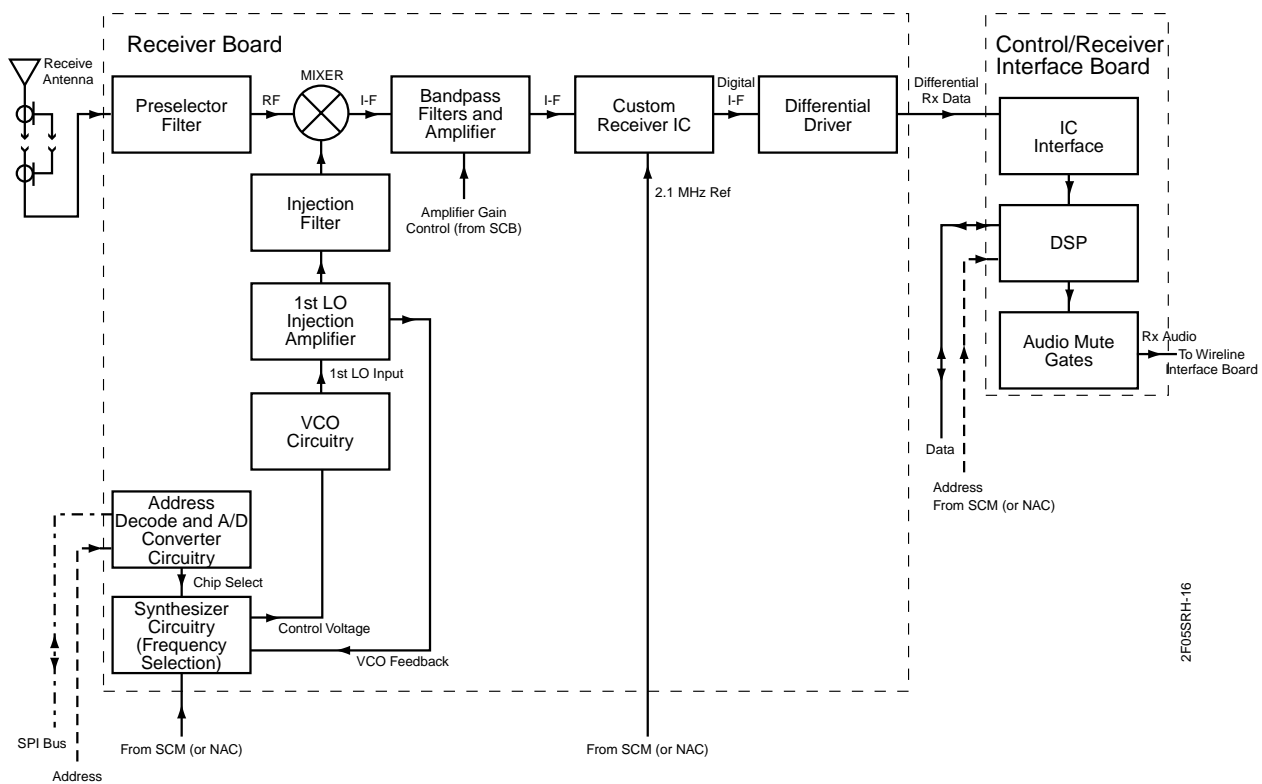 Receiver Board
Control/Receiver
Interface Board
Receive
Antenna
Preselector
Filter
RF
MIXER
I-F
Bandpass
Filters and
Amplifier
I-F
Custom
Receiver IC
Digital
I-F
Differential
Driver
Differential
Rx Data
IC
Interface
2.1 MHz Ref
Amplifier Gain
Control (from SCB)
Injection
Filter
DSP
1st LO
Injection
Amplifier
1st LO Input
Audio Mute
Gates
Rx Audio
To Wireline
Interface Board
VCO
Circuitry
Data
Address
From SCM (or NAC)
Address
Decode and A/D
Converter
Circuitry
Chip Select
Synthesizer
Circuitry
(Frequency
Selection)
Control Voltage
VCO Feedback
2F05SRH-16
SPI Bus
Address
From SCM (or NAC)
From SCM (or NAC)